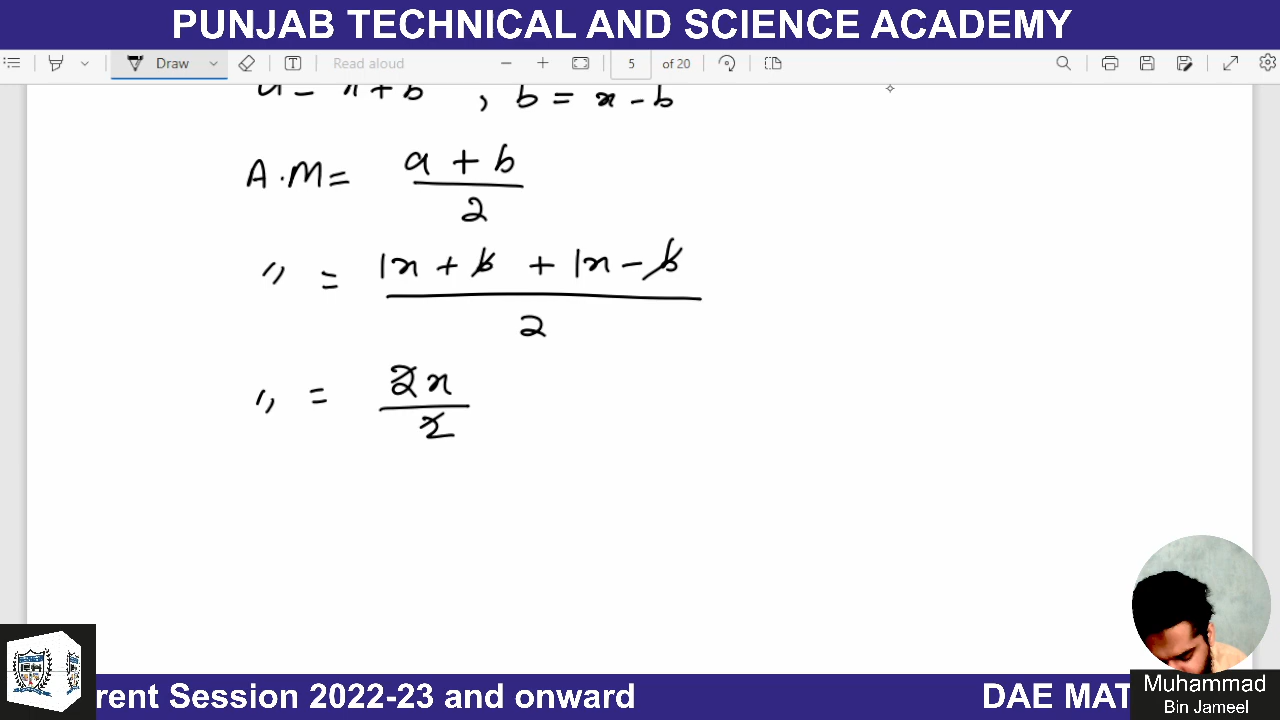 PUNJAB TECHNICAL AND SCIENCE ACADEMY
Draw Read aloud 5 of 20
a = x + b , b = x - b
A.M = a + b
2
" = 1x + b + 1x - b
2
" = 2x
2
rent Session 2022-23 and onward DAE MAT
Muhammad
Bin Jameel